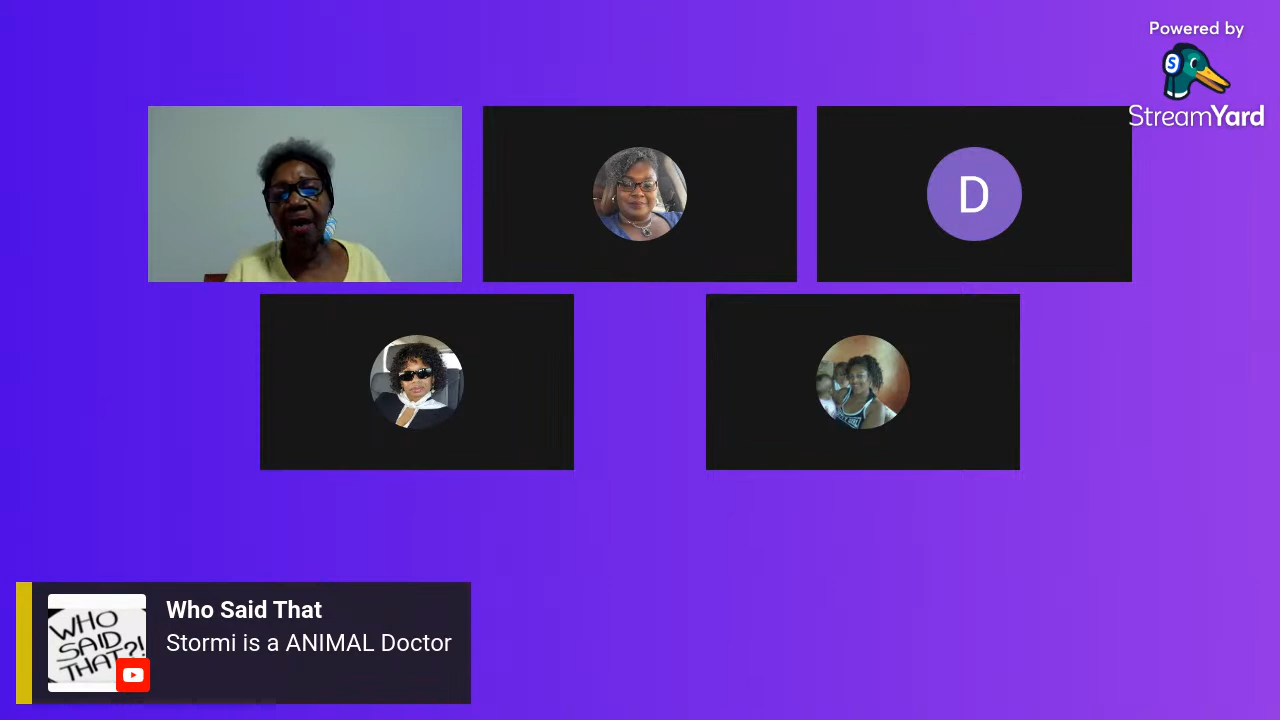 Powered by
S
StreamYard
D
WHO
SAID
THAT?!
Who Said That
Stormi is a ANIMAL Doctor